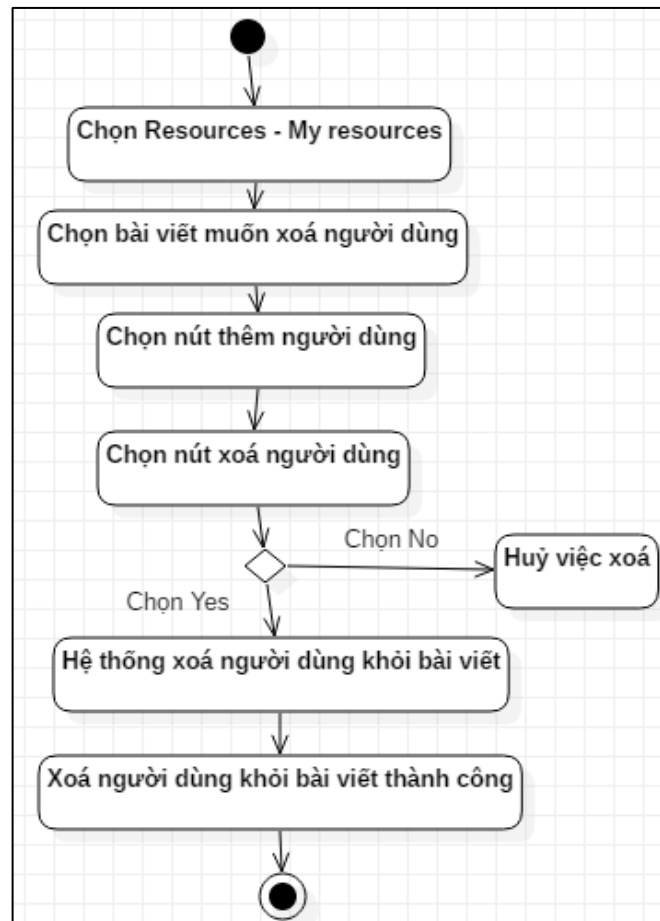 Chọn Resources - My resources
Chọn bài viết muốn xoá người dùng
Chọn nút thêm người dùng
Chọn nút xoá người dùng
Chọn No
Huỷ việc xoá
Chọn Yes
Hệ thống xoá người dùng khỏi bài viết
Xoá người dùng khỏi bài viết thành công